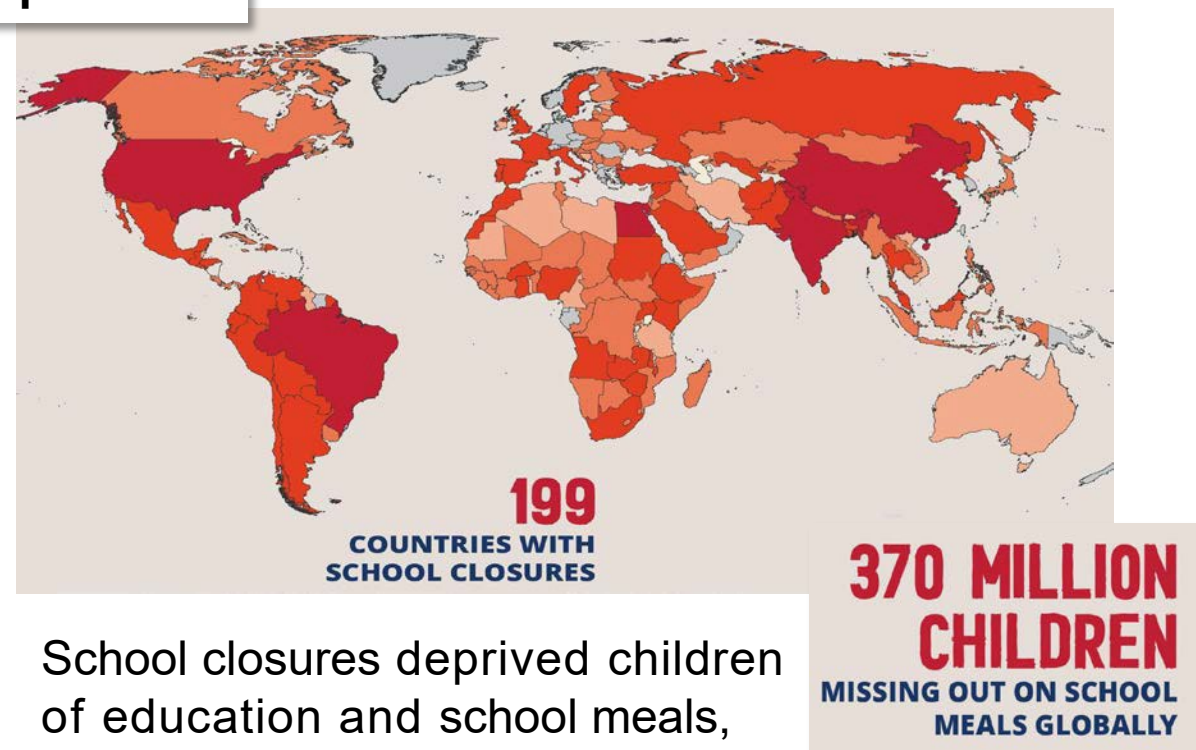 199
COUNTRIES WITH
SCHOOL CLOSURES
370 MILLION
CHILDREN
MISSING OUT ON SCHOOL
MEALS GLOBALLY
School closures deprived children
of education and school meals,